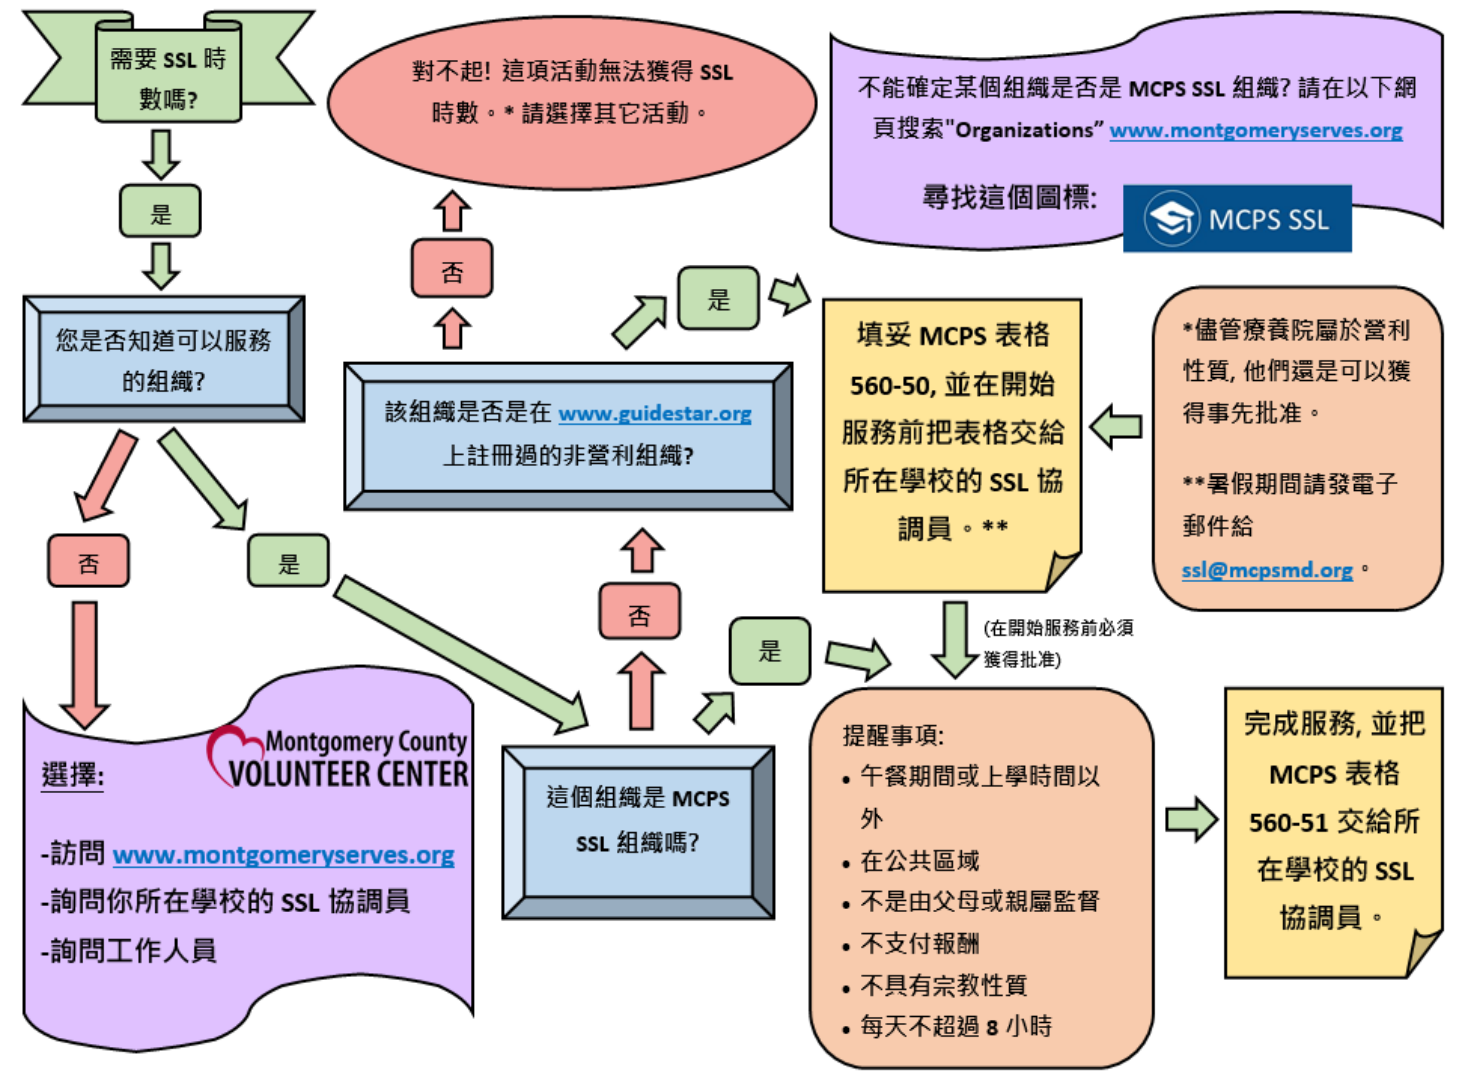 需要 SSL 時
數嗎?
是
您是否知道可以服務
的組織?
否
是
選擇:
Montgomery County
VOLUNTEER CENTER
-訪問 www.montgomeryserves.org
-詢問你所在學校的 SSL 協調員
-詢問工作人員
對不起! 這項活動無法獲得 SSL
時數。* 請選擇其它活動。
否
是
該組織是否是在 www.guidestar.org
上註冊過的非營利組織?
否
是
這個組織是 MCPS
SSL 組織嗎?
不能確定某個組織是否是 MCPS SSL 組織? 請在以下網
頁搜索"Organizations” www.montgomeryserves.org
尋找這個圖標:
MCPS SSL
填妥 MCPS 表格
560-50, 並在開始
服務前把表格交給
所在學校的 SSL 協
調員。**
*儘管療養院屬於營利
性質, 他們還是可以獲
得事先批准。
**暑假期間請發電子
郵件給
ssl@mcpsmd.org。
(在開始服務前必須
獲得批准)
提醒事項:
• 午餐期間或上學時間以
外
• 在公共區域
• 不是由父母或親屬監督
• 不支付報酬
• 不具有宗教性質
• 每天不超過 8 小時
完成服務, 並把
MCPS 表格
560-51 交給所
在學校的 SSL
協調員。